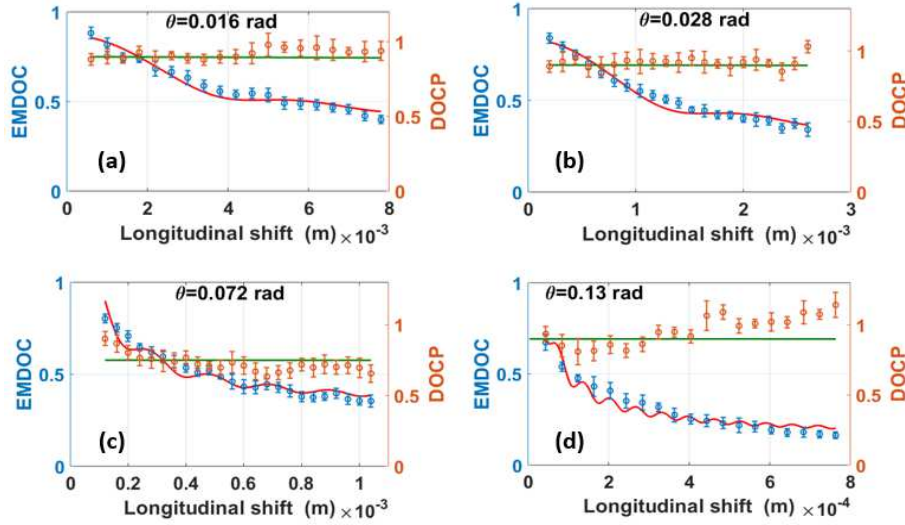 θ=0.016 rad
1
0.5
0
EMDOC
1
0.5
0
DOCP
(a)
0 2 4 6 8
Longitudinal shift (m) ×10⁻³
θ=0.028 rad
1
0.5
0
EMDOC
1
0.5
0
DOCP
(b)
0 1 2 3
Longitudinal shift (m) ×10⁻³
θ=0.072 rad
1
0.5
0
EMDOC
1
0.5
0
DOCP
(c)
0.2 0.4 0.6 0.8 1
Longitudinal shift (m) ×10⁻³
θ=0.13 rad
1
0.5
0
EMDOC
1
0.5
0
DOCP
(d)
0 2 4 6 8
Longitudinal shift (m) ×10⁻⁴